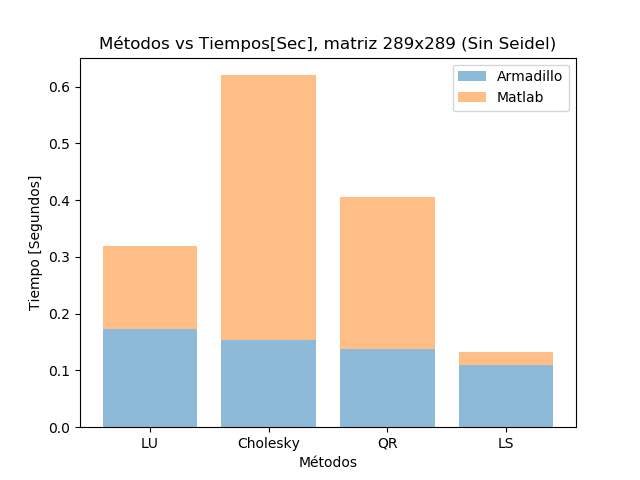 Métodos vs Tiempos[Sec], matriz 289x289 (Sin Seidel)
Armadillo
Matlab
Tiempo [Segundos]
0.6
0.5
0.4
0.3
0.2
0.1
0.0
LU
Cholesky
QR
LS
Métodos